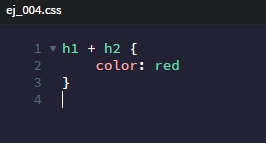 ej_004.css
1 h1 + h2 {
2 color: red
3 }
4